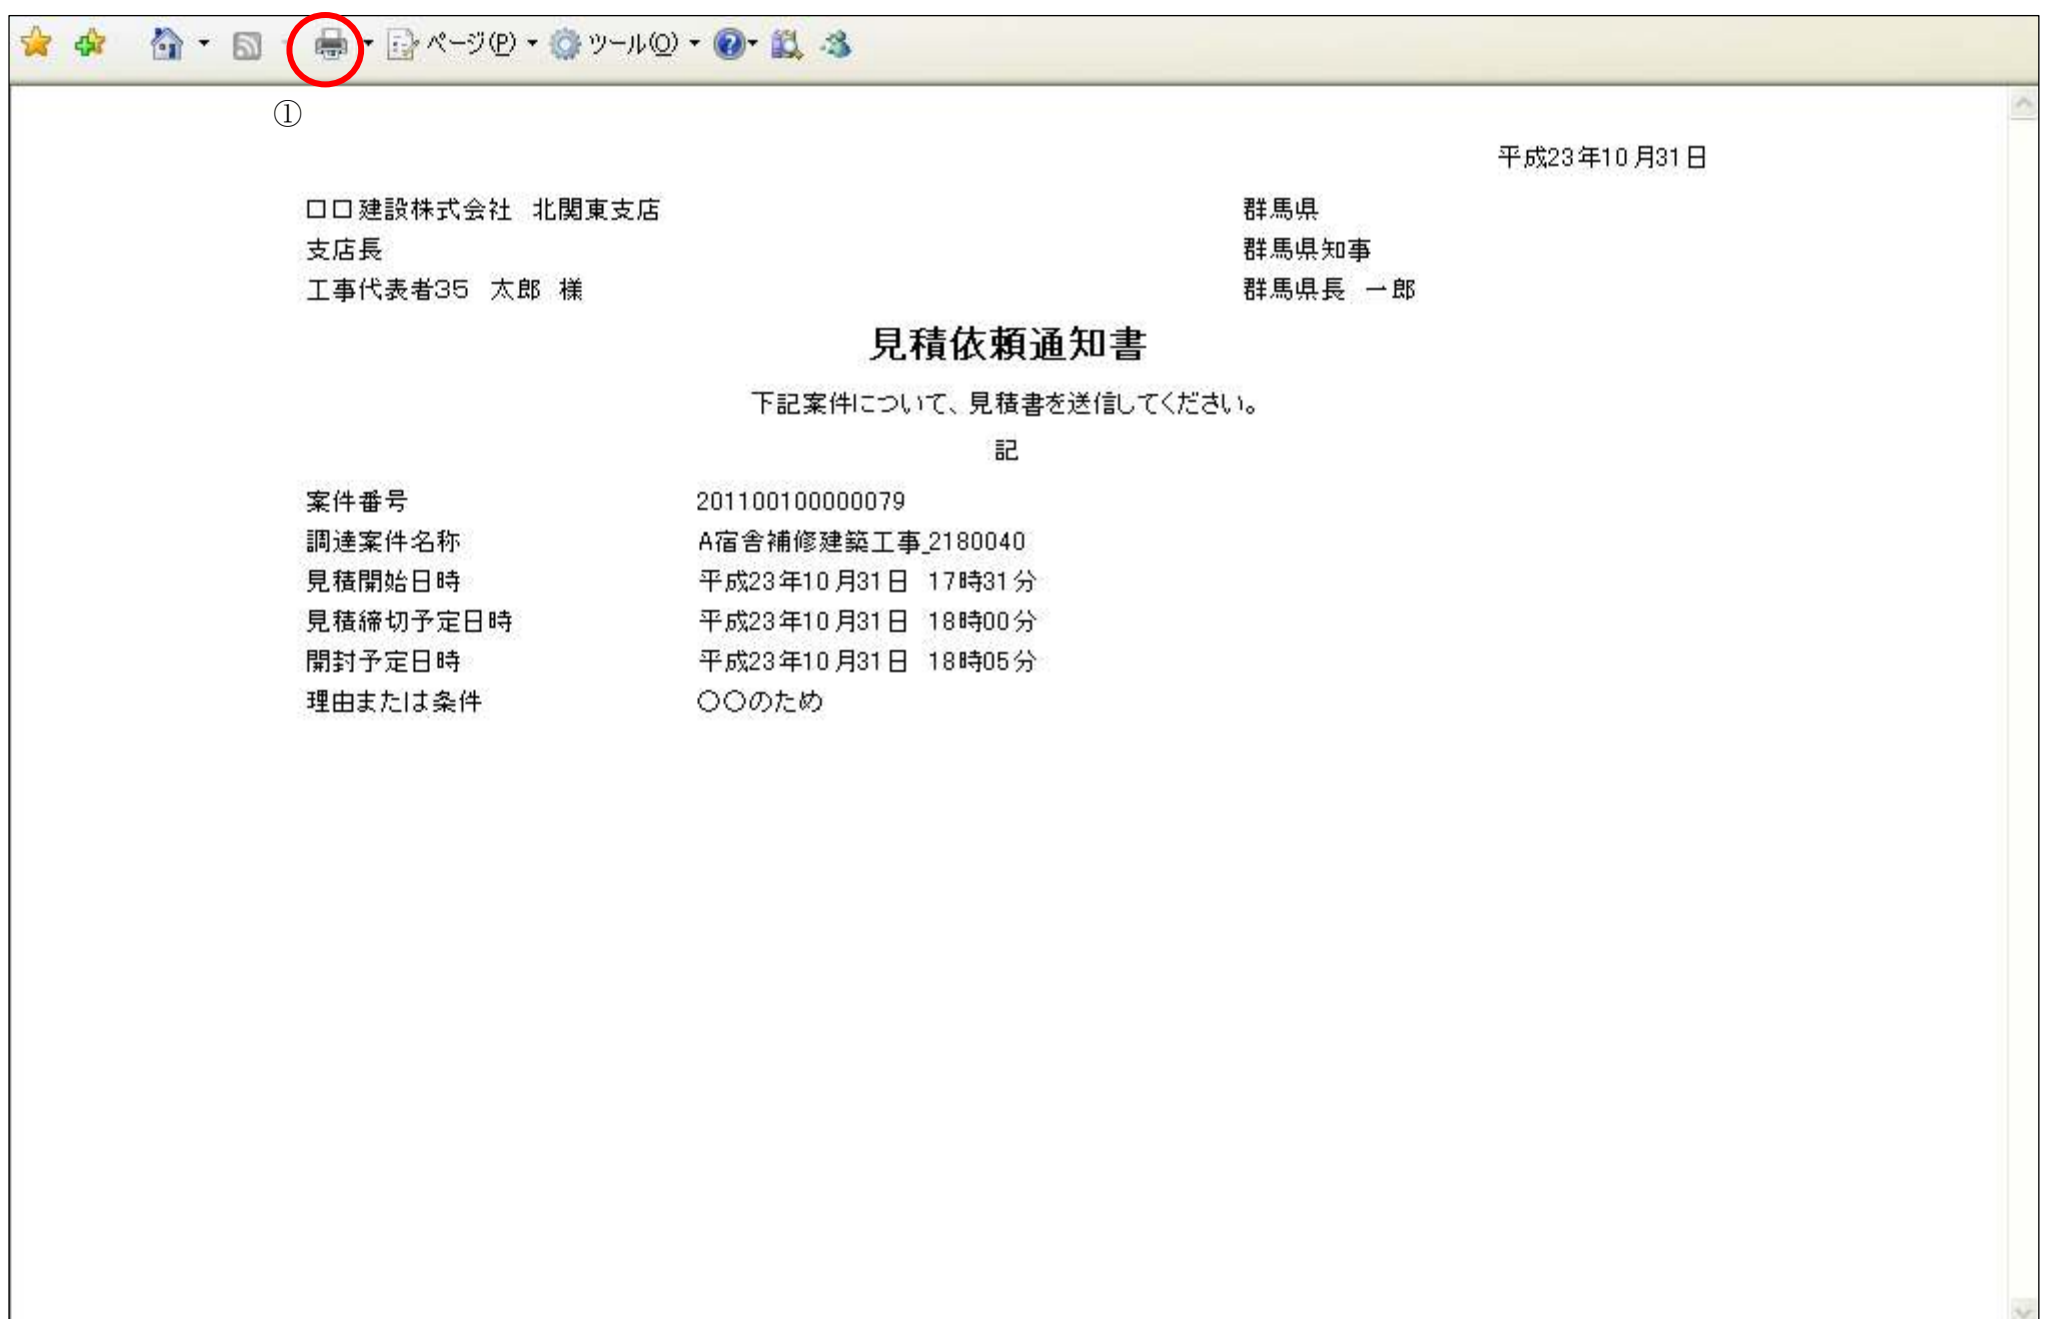 ページ(P) ツール(O)
①
平成23年10月31日
口口建設株式会社 北関東支店 群馬県
支店長 群馬県知事
工事代表者35 太郎 様 群馬県長 一郎
見積依頼通知書
下記案件について、見積書を送信してください。
記
案件番号 201100100000079
調達案件名称 A宿舎補修建築工事_2180040
見積開始日時 平成23年10月31日 17時31分
見積締切予定日時 平成23年10月31日 18時00分
開封予定日時 平成23年10月31日 18時05分
理由または条件 〇〇のため